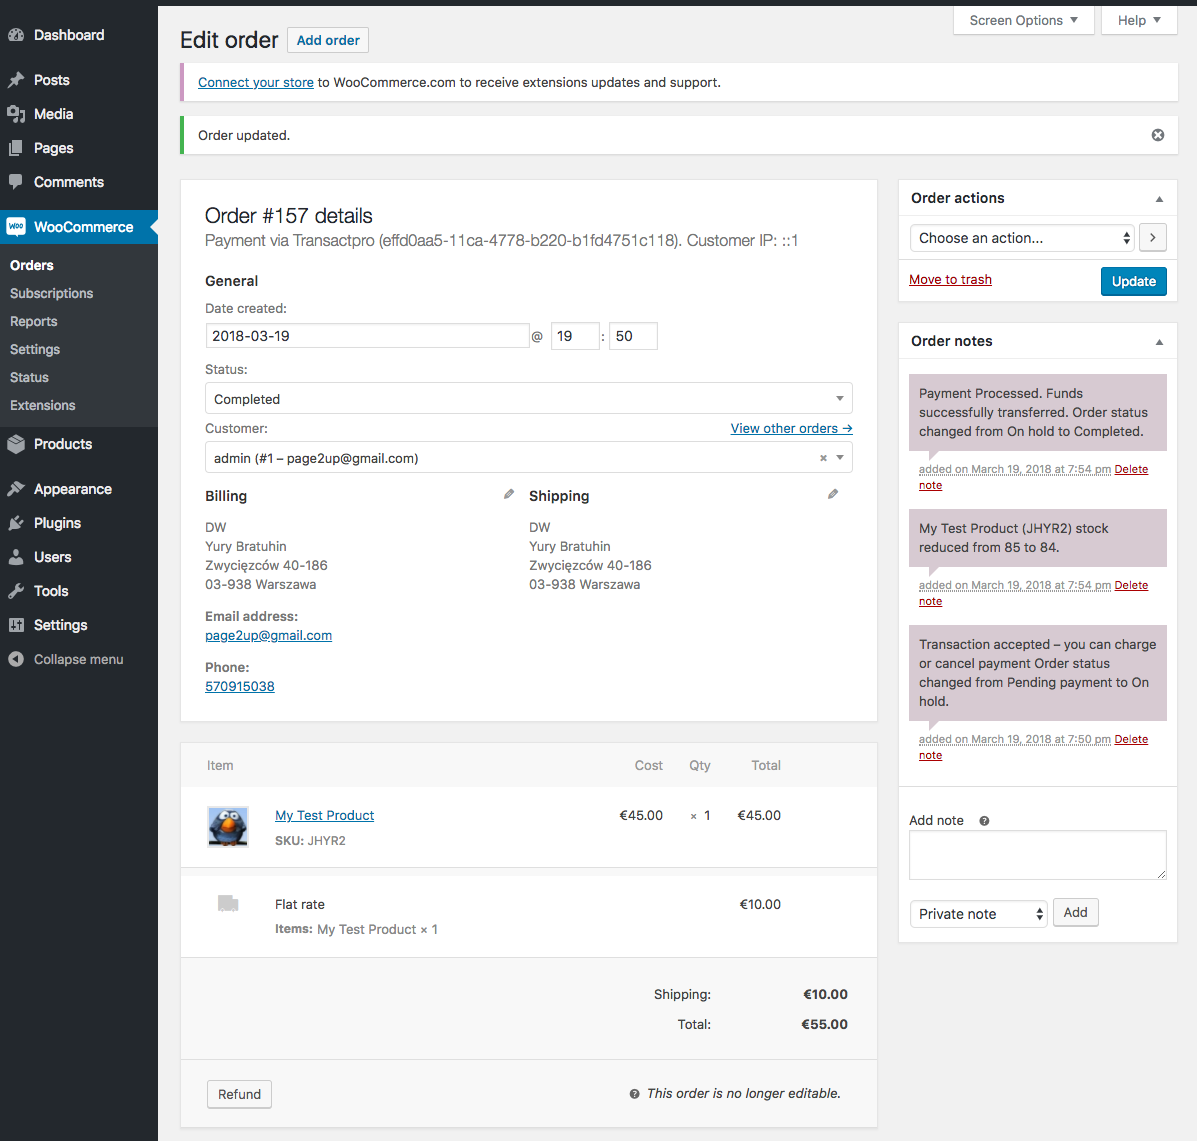 Dashboard
Posts
Media
Pages
Comments
WooCommerce
Orders
Subscriptions
Reports
Settings
Status
Extensions
Products
Appearance
Plugins
Users
Tools
Settings
Collapse menu
Screen Options
Help
Edit order
Add order
Connect your store to WooCommerce.com to receive extensions updates and support.
Order updated.
Order #157 details
Payment via Transactpro (effd0aa5-11ca-4778-b220-b1fd4751c118). Customer IP: ::1
General
Date created:
2018-03-19 @ 19 : 50
Status:
Completed
Customer:
View other orders →
admin (#1 – page2up@gmail.com) ×
Billing
DW
Yury Bratuhin
Zwycięzców 40-186
03-938 Warszawa
Email address:
page2up@gmail.com
Phone:
570915038
Shipping
DW
Yury Bratuhin
Zwycięzców 40-186
03-938 Warszawa
Item Cost Qty Total
My Test Product €45.00 × 1 €45.00
SKU: JHYR2
Flat rate €10.00
Items: My Test Product × 1
Shipping: €10.00
Total: €55.00
Refund
This order is no longer editable.
Order actions
Choose an action...
Move to trash
Update
Order notes
Payment Processed. Funds
successfully transferred. Order status
changed from On hold to Completed.
added on March 19, 2018 at 7:54 pm Delete
note
My Test Product (JHYR2) stock
reduced from 85 to 84.
added on March 19, 2018 at 7:54 pm Delete
note
Transaction accepted – you can charge
or cancel payment Order status
changed from Pending payment to On
hold.
added on March 19, 2018 at 7:50 pm Delete
note
Add note
Private note
Add